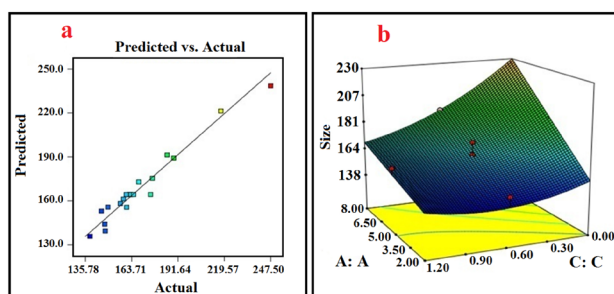 a
Predicted vs. Actual
250.0
220.0
190.0
160.0
130.0
Predicted
135.78 163.71 191.64 219.57 247.50
Actual
b
230
207
181
164
138
Size
8.00
6.50
5.00
3.50
2.00
A: A
1.20 0.90 0.60 0.30 0.00
C: C